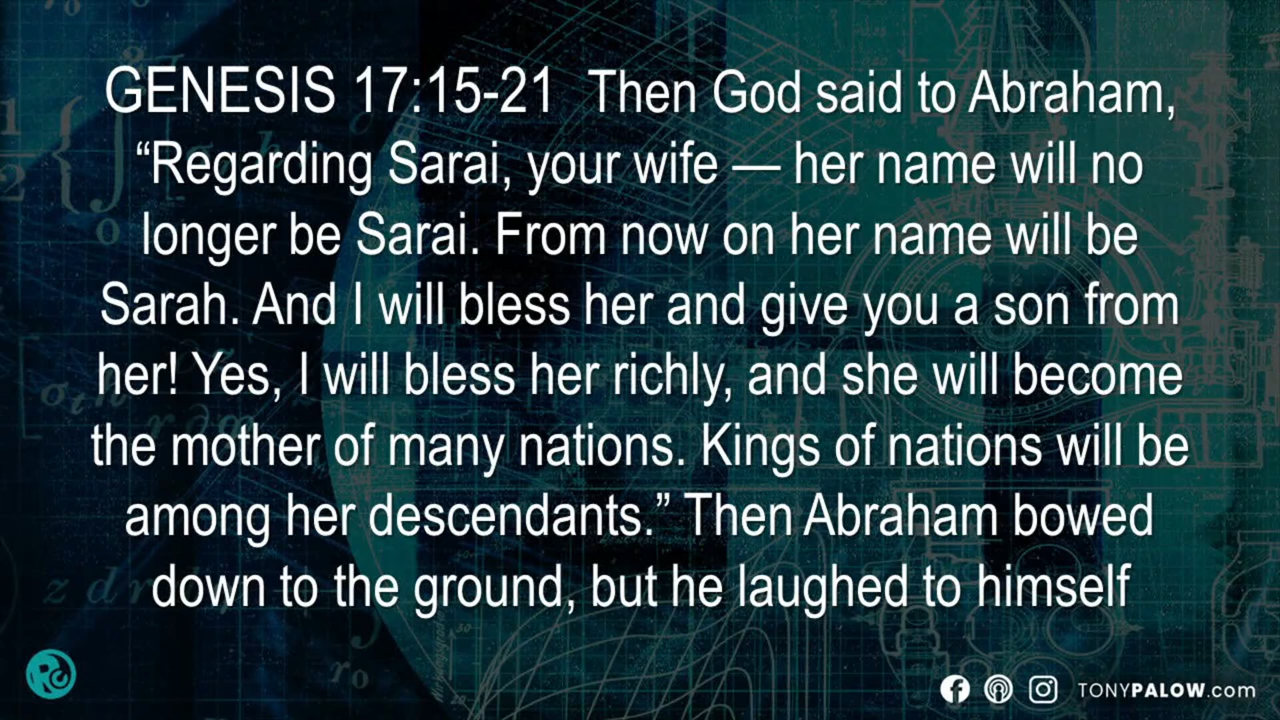 GENESIS 17:15-21 Then God said to Abraham,
“Regarding Sarai, your wife — her name will no
longer be Sarai. From now on her name will be
Sarah. And I will bless her and give you a son from
her! Yes, I will bless her richly, and she will become
the mother of many nations. Kings of nations will be
among her descendants.” Then Abraham bowed
down to the ground, but he laughed to himself
TONYPALOW.com